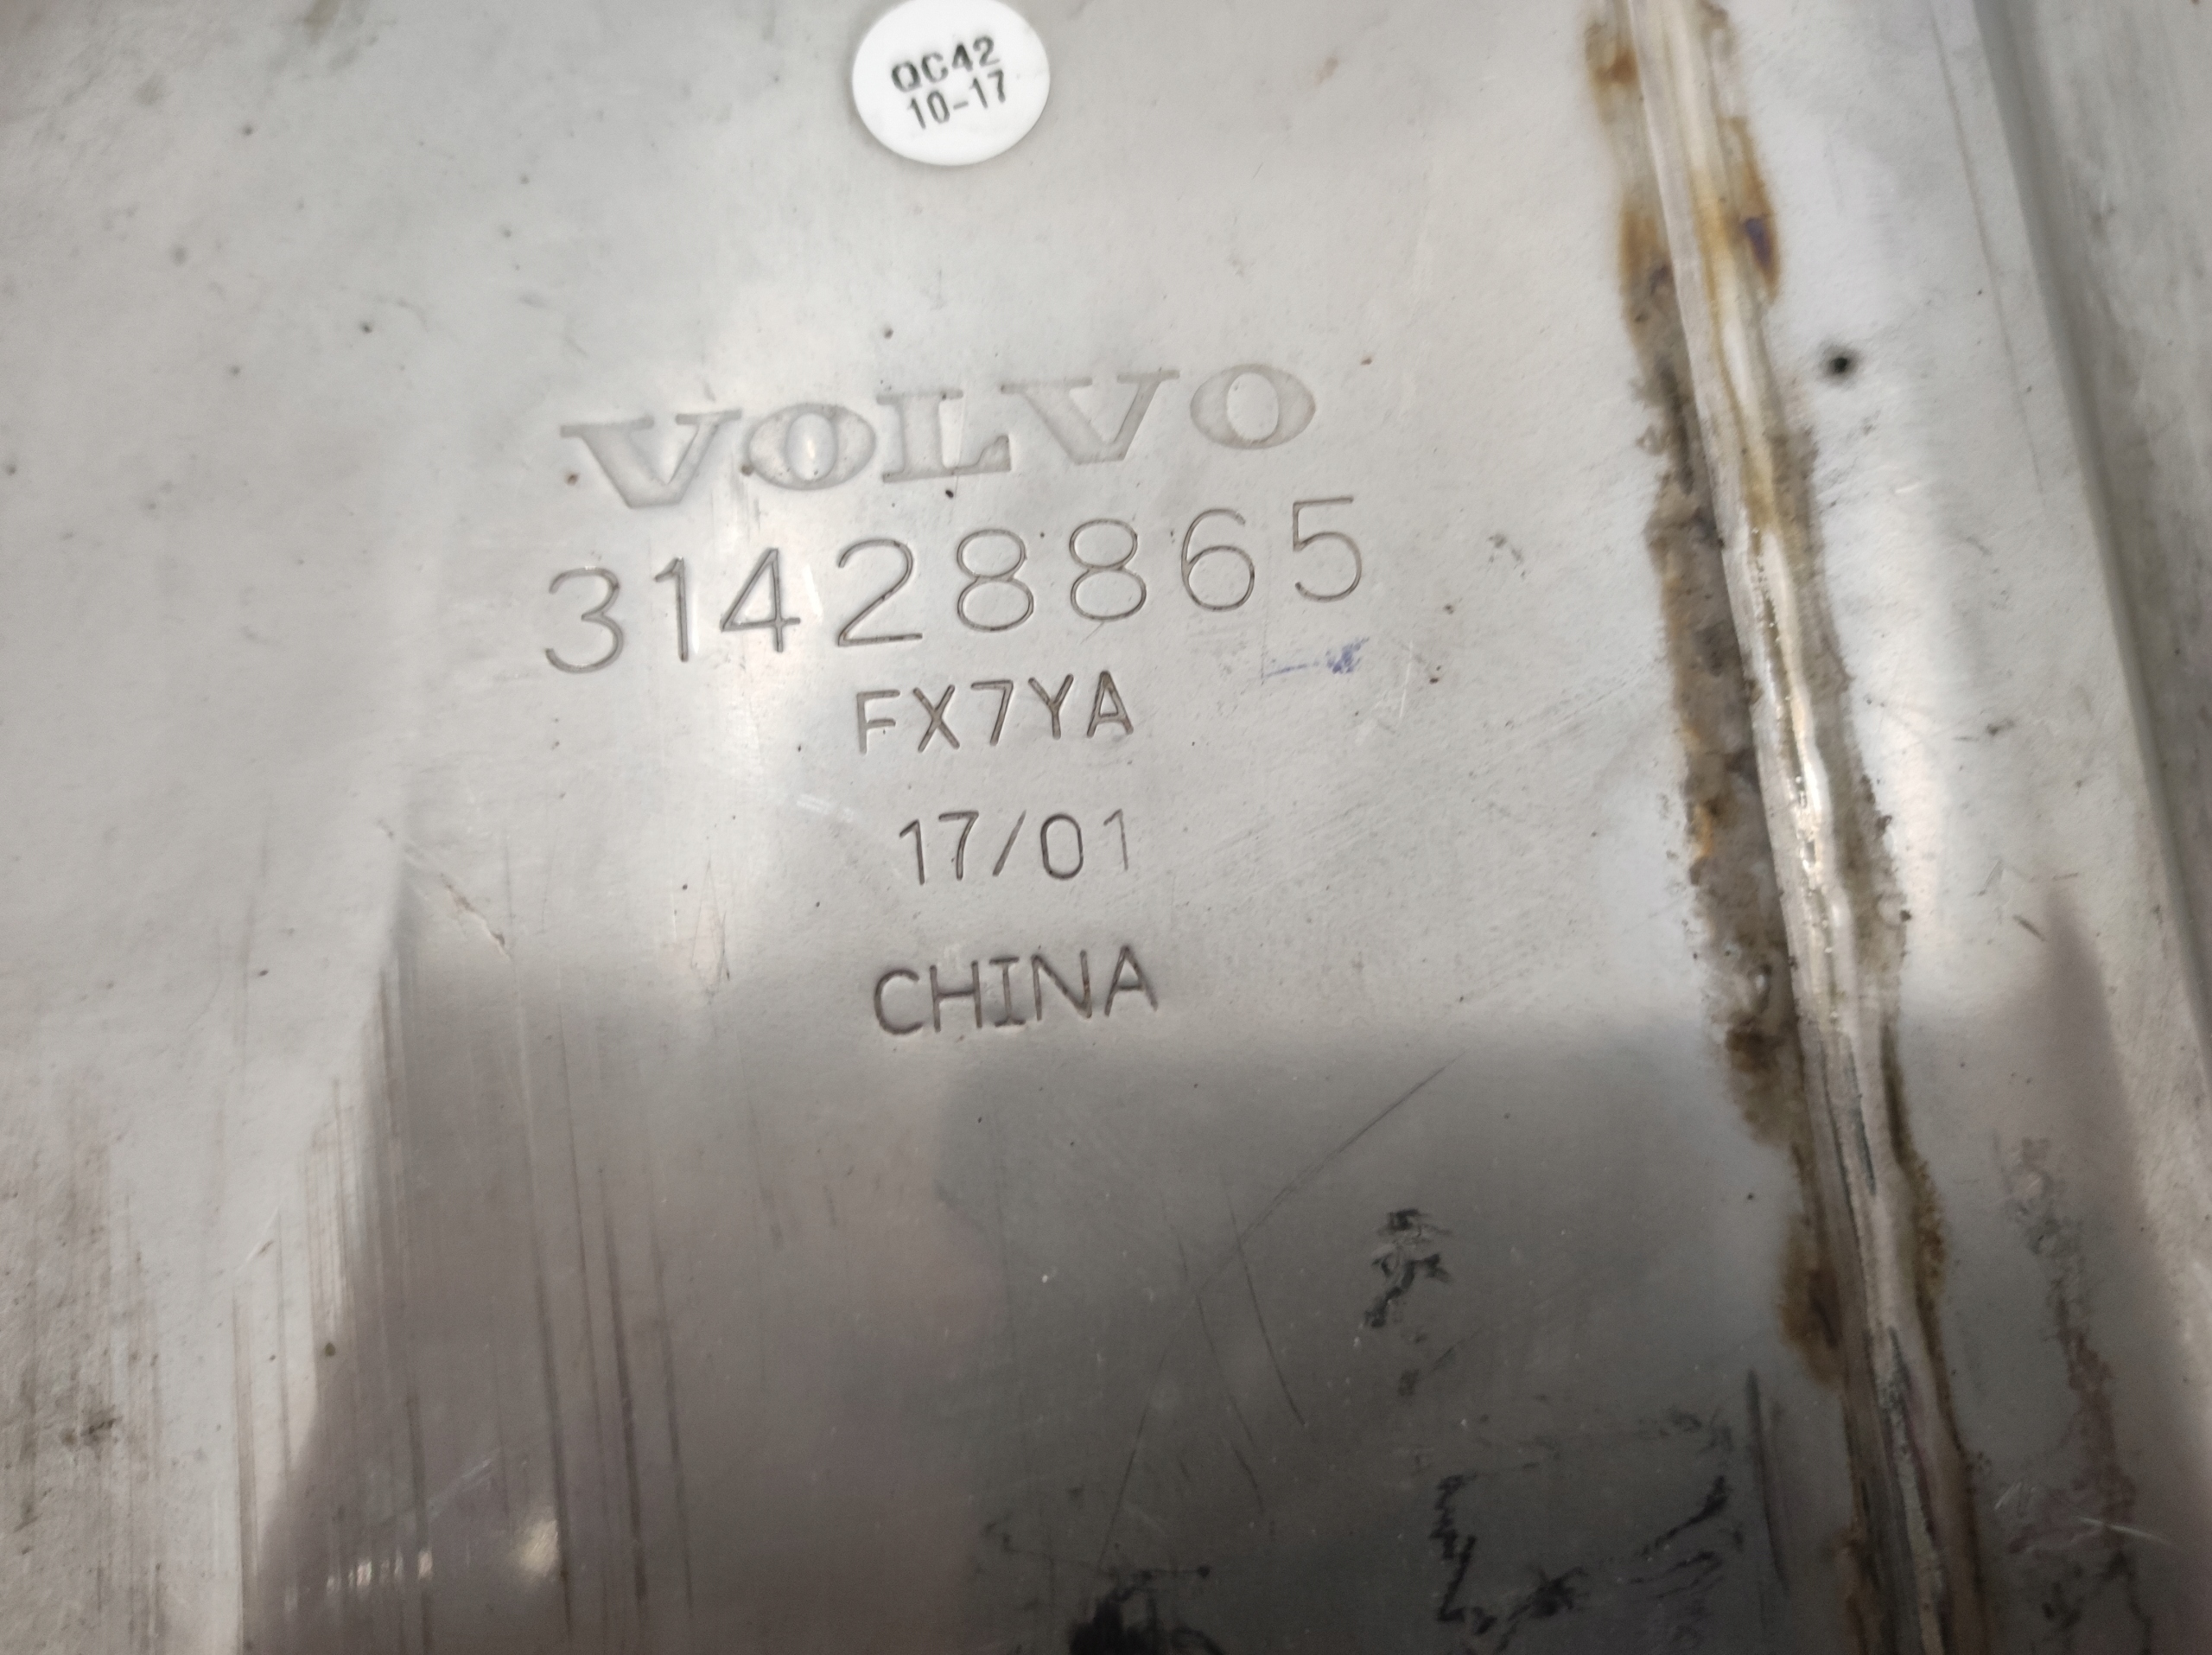 QC42
10-17
VOLVO
31428865
FX7YA
17/01
CHINA